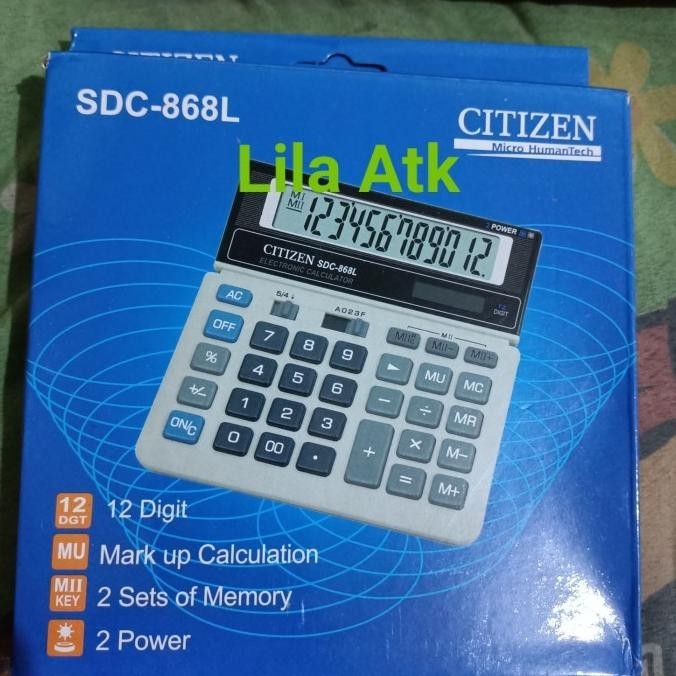 CITIZEN
SDC-868L
CITIZEN
Micro HumanTech
Lila Atk
MI
MII
123456789012.
2 POWER
CITIZEN SDC-868L
ELECTRONIC CALCULATOR
12
DIGIT
AC
5/4↓
A023F
MII
OFF
7
8
9
MII–
MII+
%
4
5
6
►
MU
MC
+/–
1
2
3
–
÷
MR
ON/C
0
00
.
+
×
M–
=
M+
12
DGT
12 Digit
MU
Mark up Calculation
MII
KEY
2 Sets of Memory
2 Power